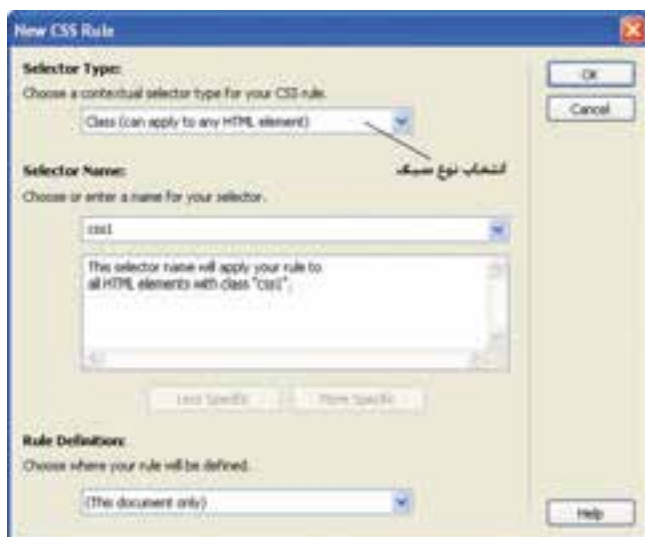 New CSS Rule
Selector Type:
Choose a contextual selector type for your CSS rule.
Class (can apply to any HTML element)
انتخاب نوع سبک
Selector Name:
Choose or enter a name for your selector.
css1
This selector name will apply your rule to
all HTML elements with class "css1".
Less Specific
More Specific
Rule Definition:
Choose where your rule will be defined.
(This document only)
OK
Cancel
Help